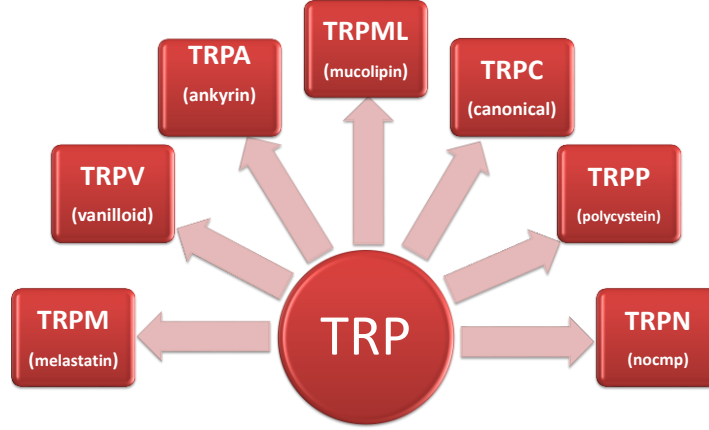 TRPML
(mucolipin)
TRPA
(ankyrin)
TRPC
(canonical)
TRPV
(vanilloid)
TRPP
(polycystein)
TRPM
(melastatin)
TRP
TRPN
(nocmp)